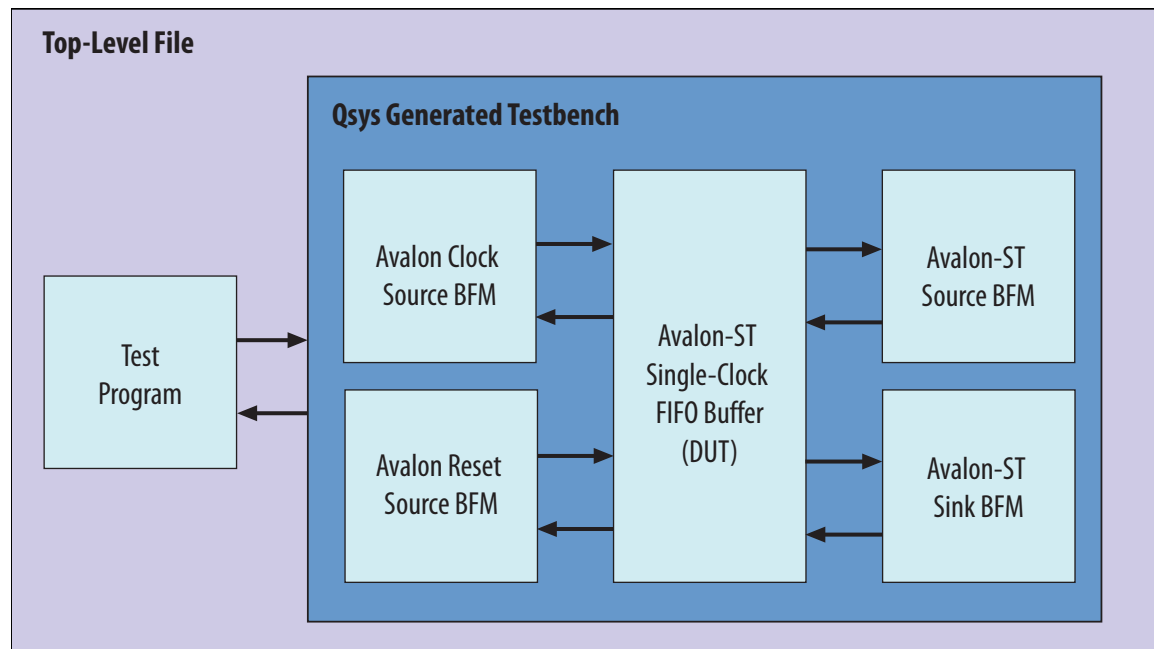 Top-Level File
Qsys Generated Testbench
Test
Program
Avalon Clock
Source BFM
Avalon Reset
Source BFM
Avalon-ST
Single-Clock
FIFO Buffer
(DUT)
Avalon-ST
Source BFM
Avalon-ST
Sink BFM